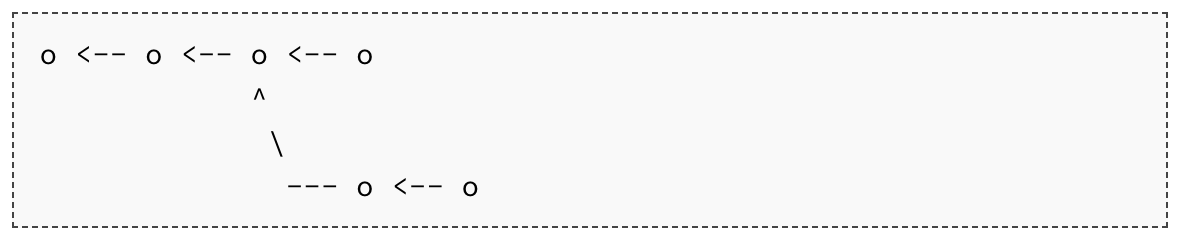 o <-- o <-- o <-- o
            ^
             \
              --- o <-- o